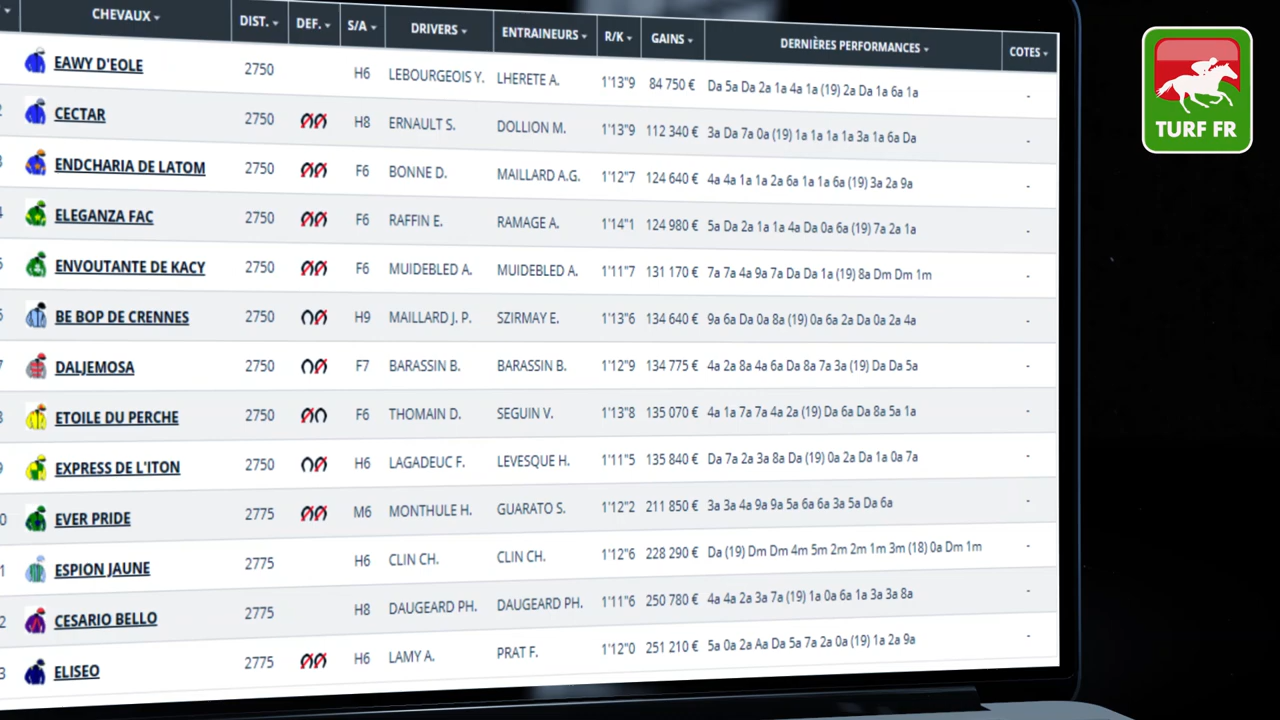 CHEVAUX DIST. DEF. S/A DRIVERS ENTRAINEURS R/K GAINS DERNIÈRES PERFORMANCES COTES
EAWY D'EOLE 2750 H6 LEBOURGEOIS Y. LHERETE A. 1'13"9 84 750 € Da 5a Da 2a 1a 4a 1a (19) 2a Da 1a 6a 1a -
2 CECTAR 2750 H8 ERNAULT S. DOLLION M. 1'13"9 112 340 € 3a Da 7a 0a (19) 1a 1a 1a 1a 3a 1a 6a Da -
3 ENDCHARIA DE LATOM 2750 F6 BONNE D. MAILLARD A.G. 1'12"7 124 640 € 4a 4a 1a 1a 2a 6a 1a 1a 6a (19) 3a 2a 9a -
4 ELEGANZA FAC 2750 F6 RAFFIN E. RAMAGE A. 1'14"1 124 980 € 5a Da 2a 1a 1a 4a Da 0a 6a (19) 7a 2a 1a -
5 ENVOUTANTE DE KACY 2750 F6 MUIDEBLED A. MUIDEBLED A. 1'11"7 131 170 € 7a 7a 4a 9a 7a Da Da 1a (19) 8a Dm Dm 1m -
6 BE BOP DE CRENNES 2750 H9 MAILLARD J. P. SZIRMAY E. 1'13"6 134 640 € 9a 6a Da 0a 8a (19) 0a 6a 2a Da 0a 2a 4a -
7 DALJEMOSA 2750 F7 BARASSIN B. BARASSIN B. 1'12"9 134 775 € 4a 2a 8a 4a 6a Da 8a 7a 3a (19) Da Da 5a -
8 ETOILE DU PERCHE 2750 F6 THOMAIN D. SEGUIN V. 1'13"8 135 070 € 4a 1a 7a 7a 4a 2a (19) Da 6a Da 8a 5a 1a -
9 EXPRESS DE L'ITON 2750 H6 LAGADEUC F. LEVESQUE H. 1'11"5 135 840 € Da 7a 2a 3a 8a Da (19) 0a 2a Da 1a 0a 7a -
0 EVER PRIDE 2775 M6 MONTHULE H. GUARATO S. 1'12"2 211 850 € 3a 3a 4a 9a 9a 5a 6a 6a 3a 5a Da 6a -
1 ESPION JAUNE 2775 H6 CLIN CH. CLIN CH. 1'12"6 228 290 € Da (19) Dm Dm 4m 5m 2m 2m 1m 3m (18) 0a Dm 1m -
2 CESARIO BELLO 2775 H8 DAUGEARD PH. DAUGEARD PH. 1'11"6 250 780 € 4a 4a 2a 3a 7a (19) 1a 0a 6a 1a 3a 3a 8a -
3 ELISEO 2775 H6 LAMY A. PRAT F. 1'12"0 251 210 € 5a 0a 2a Aa Da 5a 7a 2a 0a (19) 1a 2a 9a -
TURF FR